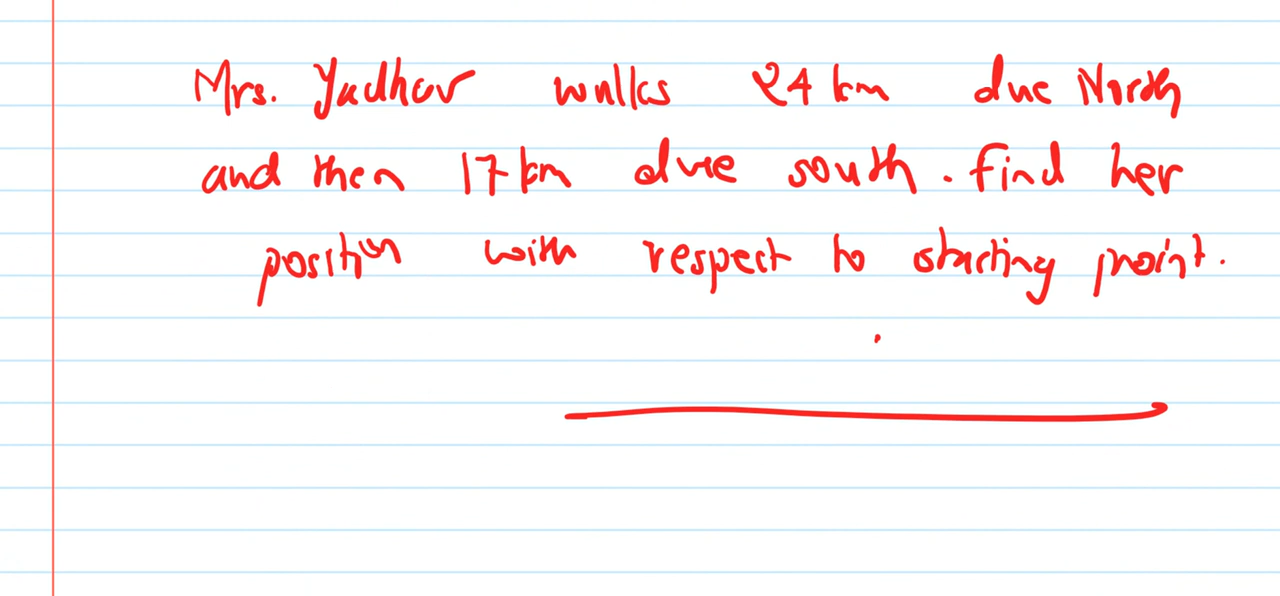 Mrs. Yadhav walks 24 km due North
and then 17 km due south. find her
position with respect to starting point.